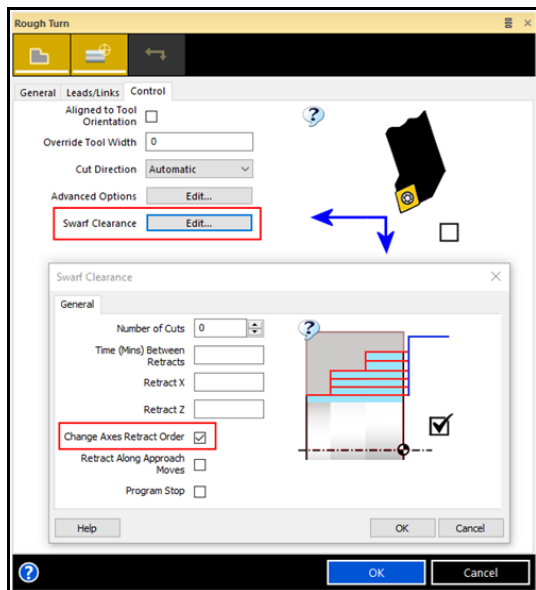 Rough Turn
General Leads/Links Control
Aligned to Tool
Orientation
Override Tool Width 0
Cut Direction Automatic
Advanced Options Edit...
Swarf Clearance Edit...
Swarf Clearance
General
Number of Cuts 0
Time (Mins) Between
Retracts
Retract X
Retract Z
Change Axes Retract Order
Retract Along Approach
Moves
Program Stop
Help OK Cancel
OK Cancel